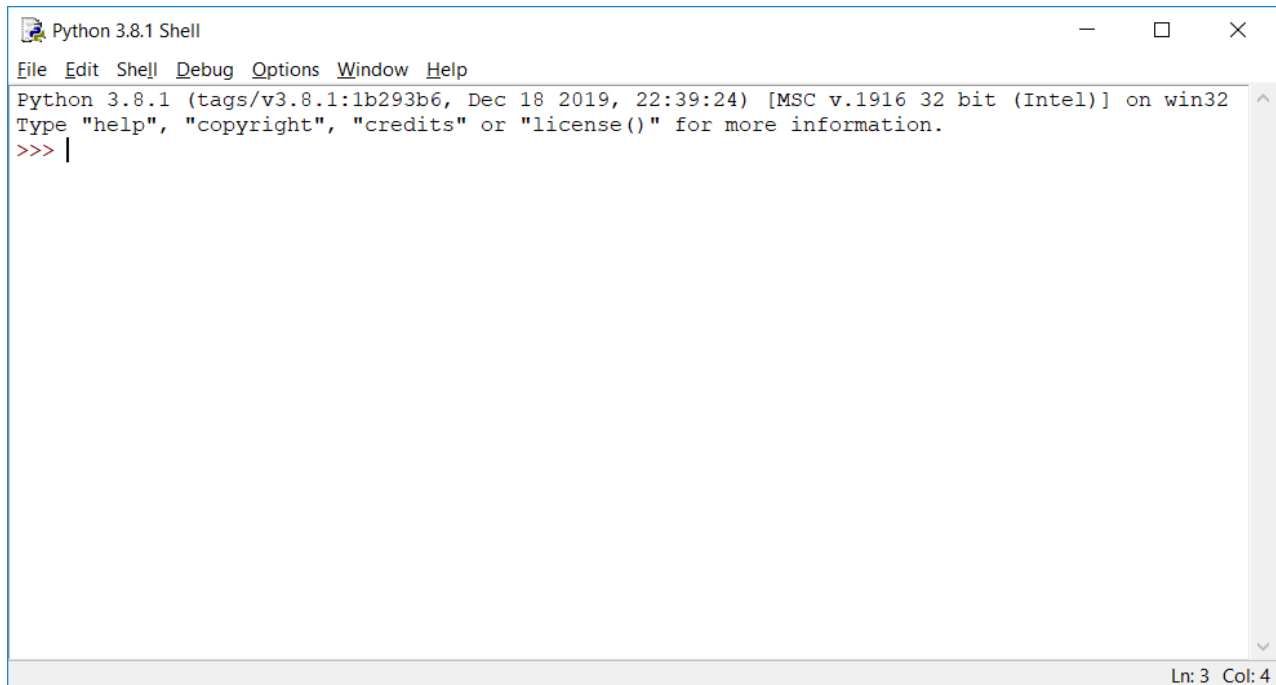 Python 3.8.1 Shell
File Edit Shell Debug Options Window Help
Python 3.8.1 (tags/v3.8.1:1b293b6, Dec 18 2019, 22:39:24) [MSC v.1916 32 bit (Intel)] on win32
Type "help", "copyright", "credits" or "license()" for more information.
>>>
Ln: 3 Col: 4